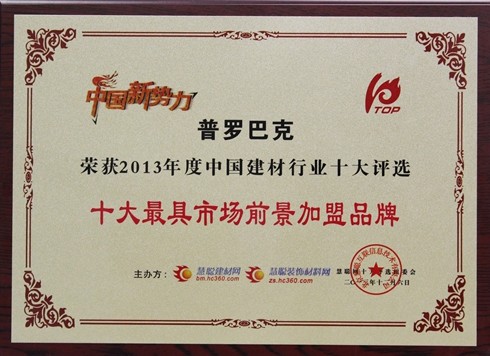 中国新势力
TOP
普罗巴克
荣获2013年度中国建材行业十大评选
十大最具市场前景加盟品牌
主办方：
慧聪建材网
bm.hc360.com
慧聪装饰材料网
zs.hc360.com